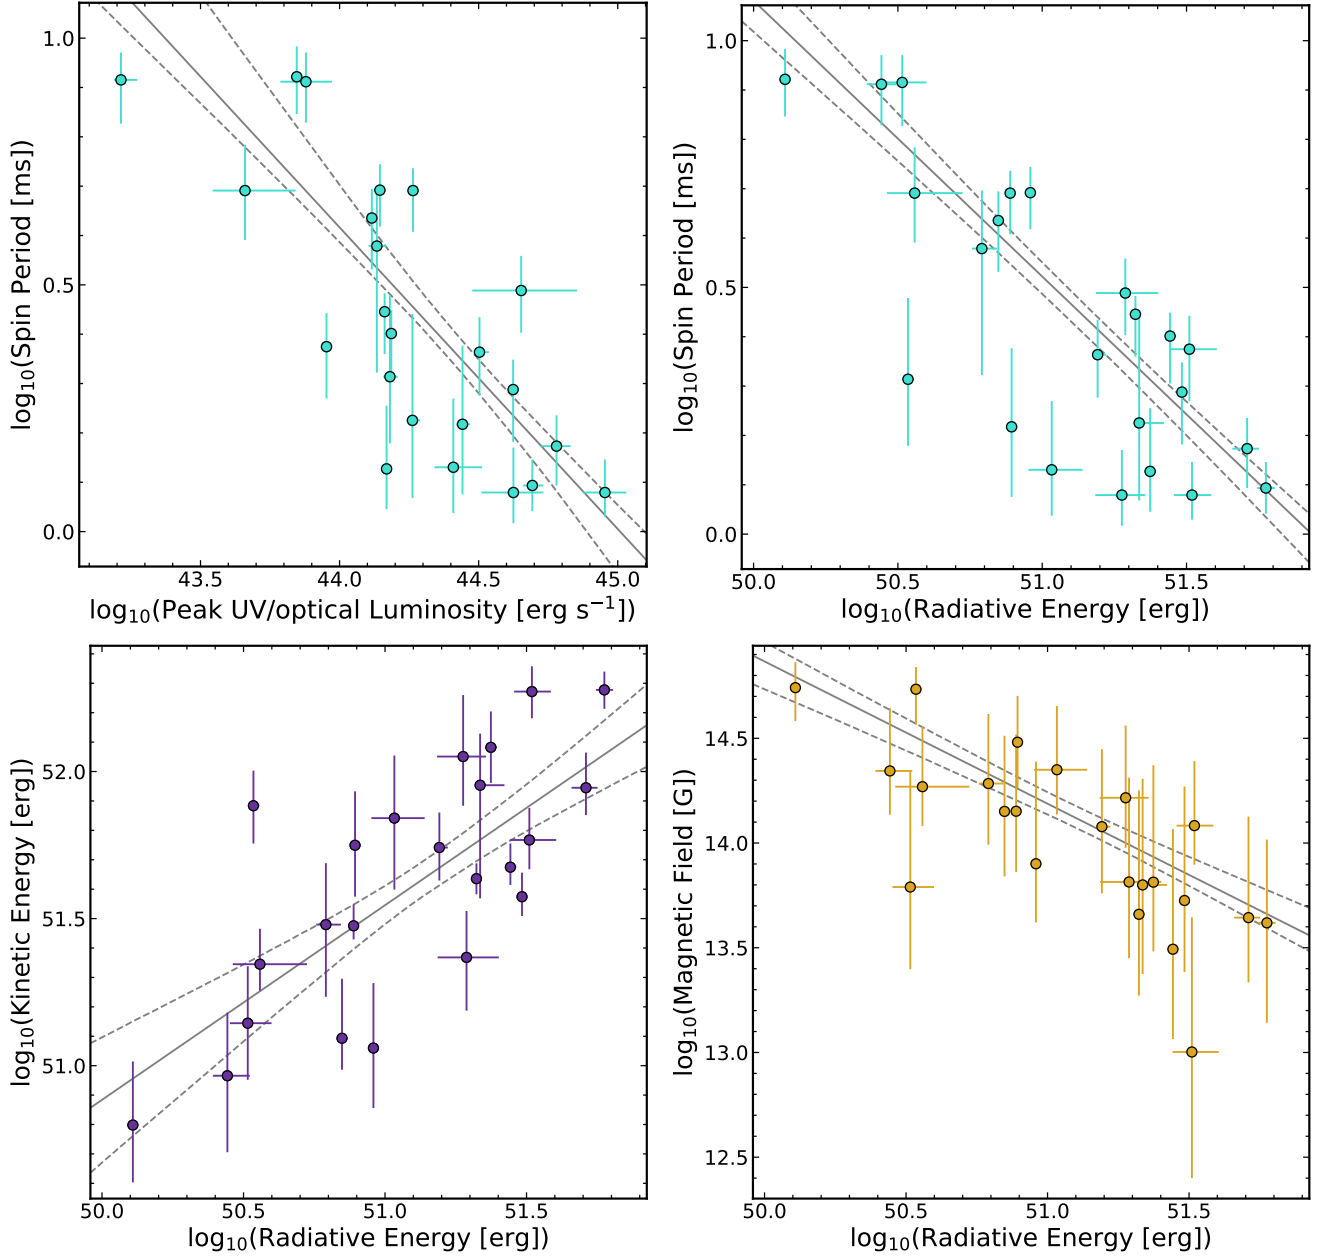 1.0
0.5
0.0
log₁₀(Spin Period [ms])
43.5 44.0 44.5 45.0
log₁₀(Peak UV/optical Luminosity [erg s⁻¹])
1.0
0.5
0.0
log₁₀(Spin Period [ms])
50.0 50.5 51.0 51.5
log₁₀(Radiative Energy [erg])
52.0
51.5
51.0
log₁₀(Kinetic Energy [erg])
50.0 50.5 51.0 51.5
log₁₀(Radiative Energy [erg])
14.5
14.0
13.5
13.0
12.5
log₁₀(Magnetic Field [G])
50.0 50.5 51.0 51.5
log₁₀(Radiative Energy [erg])